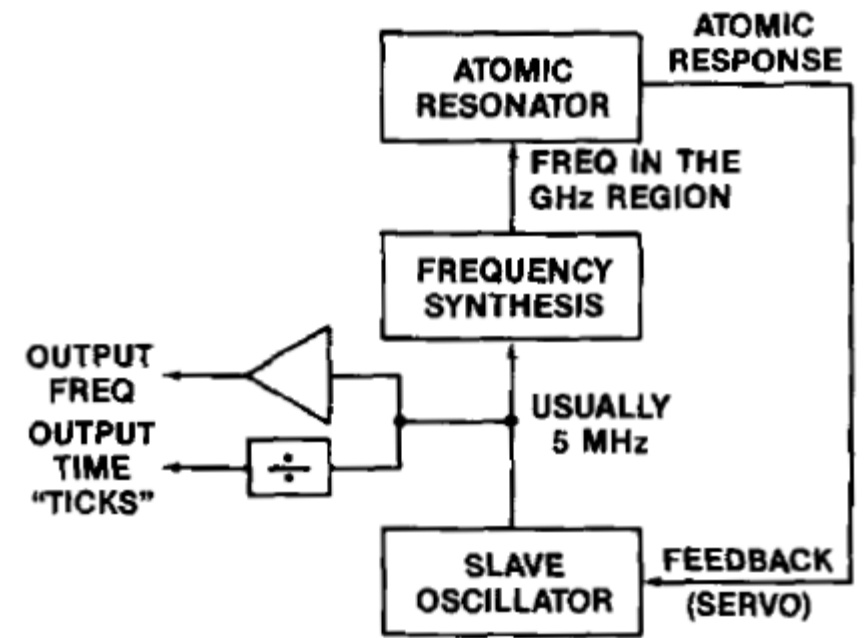 ATOMIC
RESPONSE
ATOMIC
RESONATOR
FREQ IN THE
GHz REGION
FREQUENCY
SYNTHESIS
OUTPUT
FREQ
USUALLY
5 MHz
OUTPUT
TIME
“TICKS”
÷
SLAVE
OSCILLATOR
FEEDBACK
(SERVO)